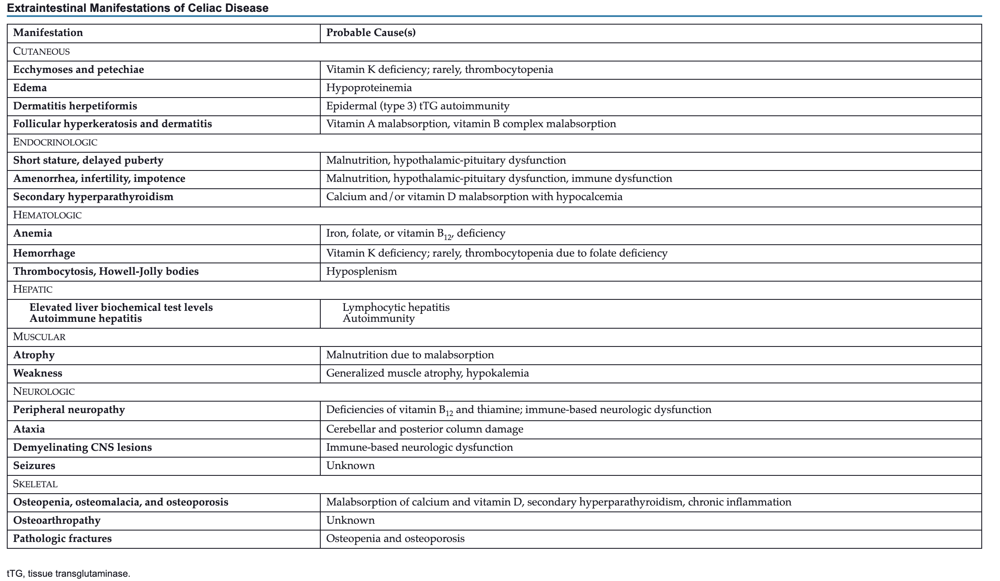 Extraintestinal Manifestations of Celiac Disease
Manifestation Probable Cause(s)
CUTANEOUS
Ecchymoses and petechiae Vitamin K deficiency; rarely, thrombocytopenia
Edema Hypoproteinemia
Dermatitis herpetiformis Epidermal (type 3) tTG autoimmunity
Follicular hyperkeratosis and dermatitis Vitamin A malabsorption, vitamin B complex malabsorption
ENDOCRINOLOGIC
Short stature, delayed puberty Malnutrition, hypothalamic-pituitary dysfunction
Amenorrhea, infertility, impotence Malnutrition, hypothalamic-pituitary dysfunction, immune dysfunction
Secondary hyperparathyroidism Calcium and/or vitamin D malabsorption with hypocalcemia
HEMATOLOGIC
Anemia Iron, folate, or vitamin B12, deficiency
Hemorrhage Vitamin K deficiency; rarely, thrombocytopenia due to folate deficiency
Thrombocytosis, Howell-Jolly bodies Hyposplenism
HEPATIC
Elevated liver biochemical test levels Lymphocytic hepatitis
Autoimmune hepatitis Autoimmunity
MUSCULAR
Atrophy Malnutrition due to malabsorption
Weakness Generalized muscle atrophy, hypokalemia
NEUROLOGIC
Peripheral neuropathy Deficiencies of vitamin B12 and thiamine; immune-based neurologic dysfunction
Ataxia Cerebellar and posterior column damage
Demyelinating CNS lesions Immune-based neurologic dysfunction
Seizures Unknown
SKELETAL
Osteopenia, osteomalacia, and osteoporosis Malabsorption of calcium and vitamin D, secondary hyperparathyroidism, chronic inflammation
Osteoarthropathy Unknown
Pathologic fractures Osteopenia and osteoporosis
tTG, tissue transglutaminase.